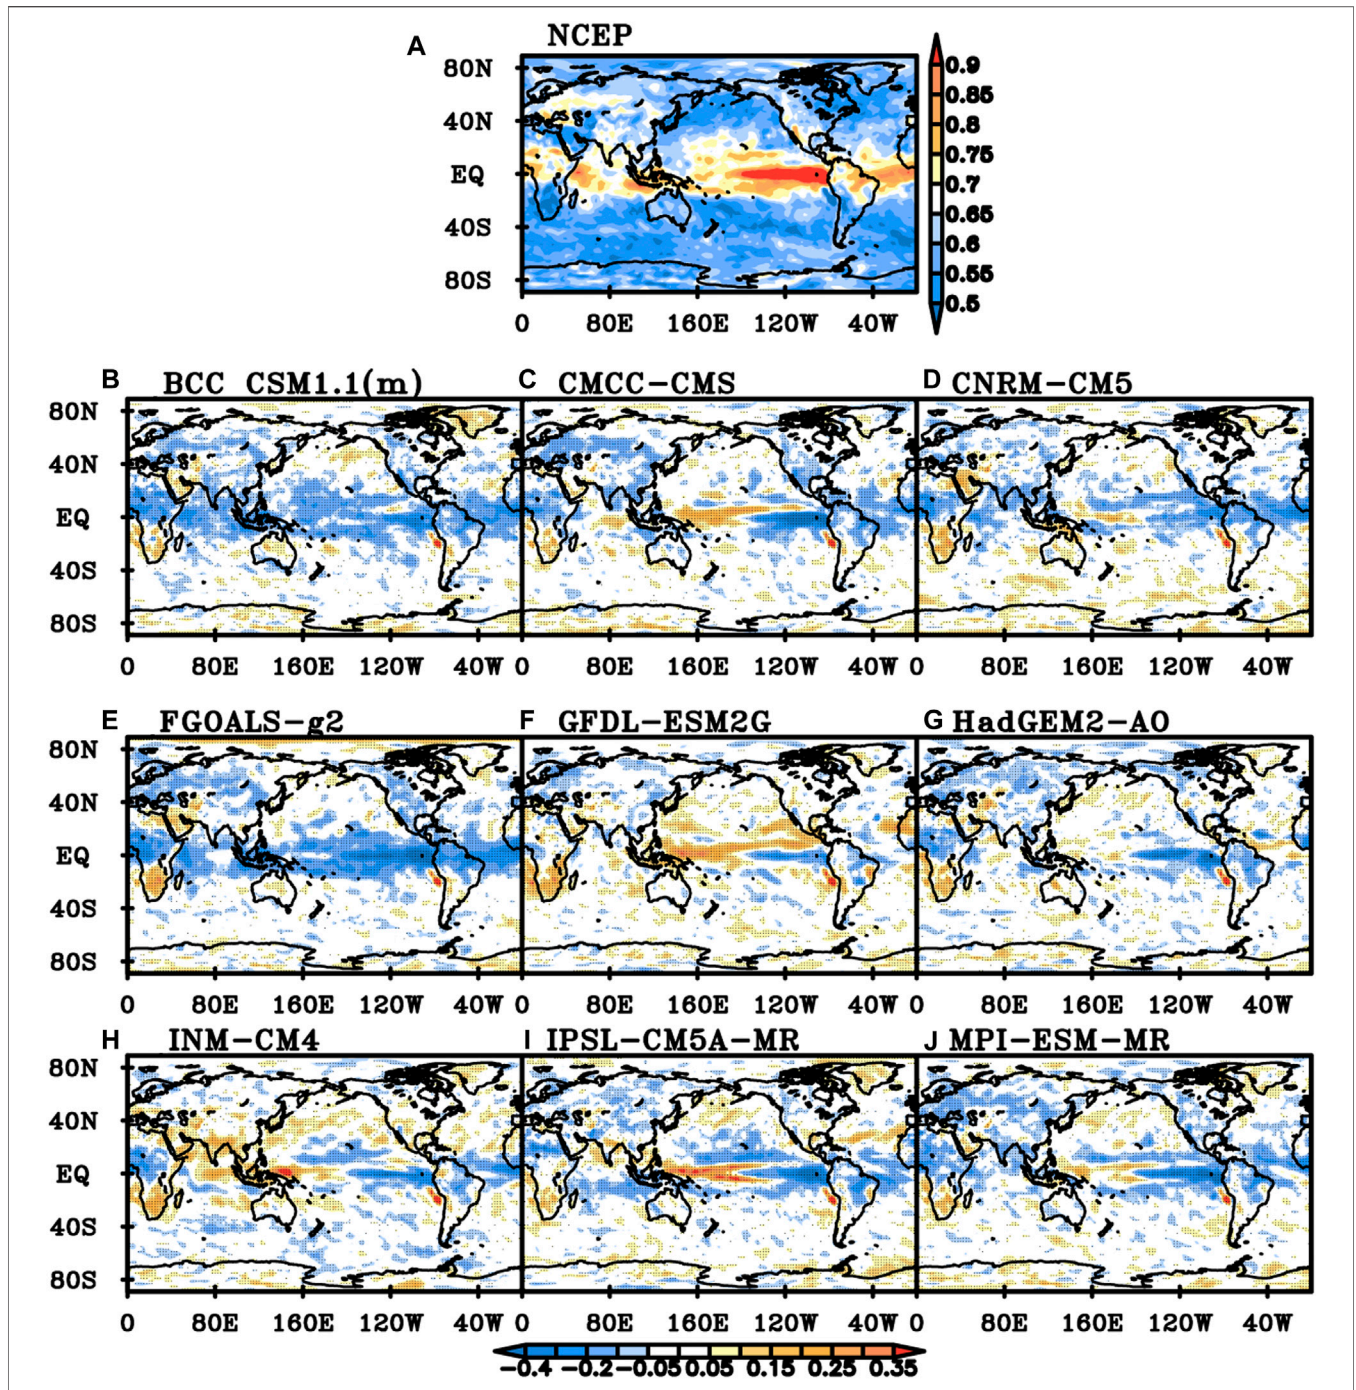 A NCEP
80N
40N
EQ
40S
80S
0 80E 160E 120W 40W
0.9
0.85
0.8
0.75
0.7
0.65
0.6
0.55
0.5
B BCC CSM1.1(m) C CMCC-CMS D CNRM-CM5
80N
40N
EQ
40S
80S
0 80E 160E 120W 40W 0 80E 160E 120W 40W 0 80E 160E 120W 40W
E FGOALS-g2 F GFDL-ESM2G G HadGEM2-AO
80N
40N
EQ
40S
80S
0 80E 160E 120W 40W 0 80E 160E 120W 40W 0 80E 160E 120W 40W
H INM-CM4 I IPSL-CM5A-MR J MPI-ESM-MR
80N
40N
EQ
40S
80S
0 80E 160E 120W 40W 0 80E 160E 120W 40W 0 80E 160E 120W 40W
-0.4 -0.2 -0.05 0.05 0.15 0.25 0.35